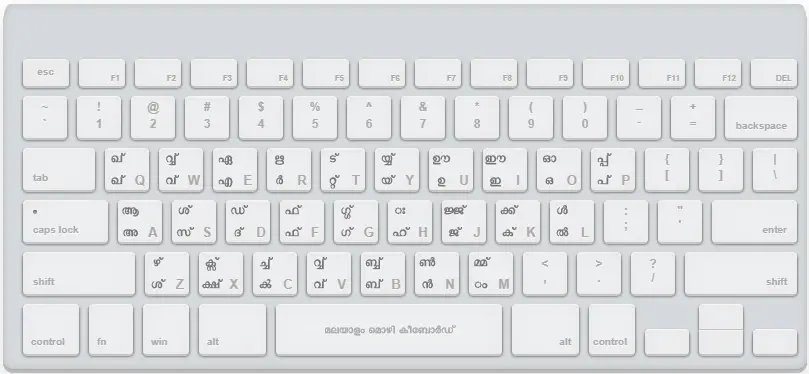 esc F1 F2 F3 F4 F5 F6 F7 F8 F9 F10 F11 F12 DEL
~ ! @ # $ % ^ & * ( ) _ +
` 1 2 3 4 5 6 7 8 9 0 - = backspace
ഖ് വ്വ് ഏ ഋ ട് യ്യ് ഊ ഈ ഓ പ്പ് { } |
tab ഖ് Q വ് W എ E ർ R റ്റ് T യ് Y ഉ U ഇ I ഒ O പ് P [ ] \
ആ ശ് ഡ് ഫ് ഗ്ഗ് ഃ ജ്ജ് ക്ക് ൾ : "
caps lock അ A സ് S ദ് D ഫ് F ഗ് G ഹ് H ജ് J ക് K ൽ L ; ' enter
ഴ് ക്സ് ച്ച് വ്വ് ബ്ബ് ൺ മ്മ് < > ?
shift ശ് Z ക്ഷ് X ൿ C വ് V ബ് B ൻ N ം M , . / shift
control fn win alt മലയാളം മൊഴി കീബോർഡ് alt control